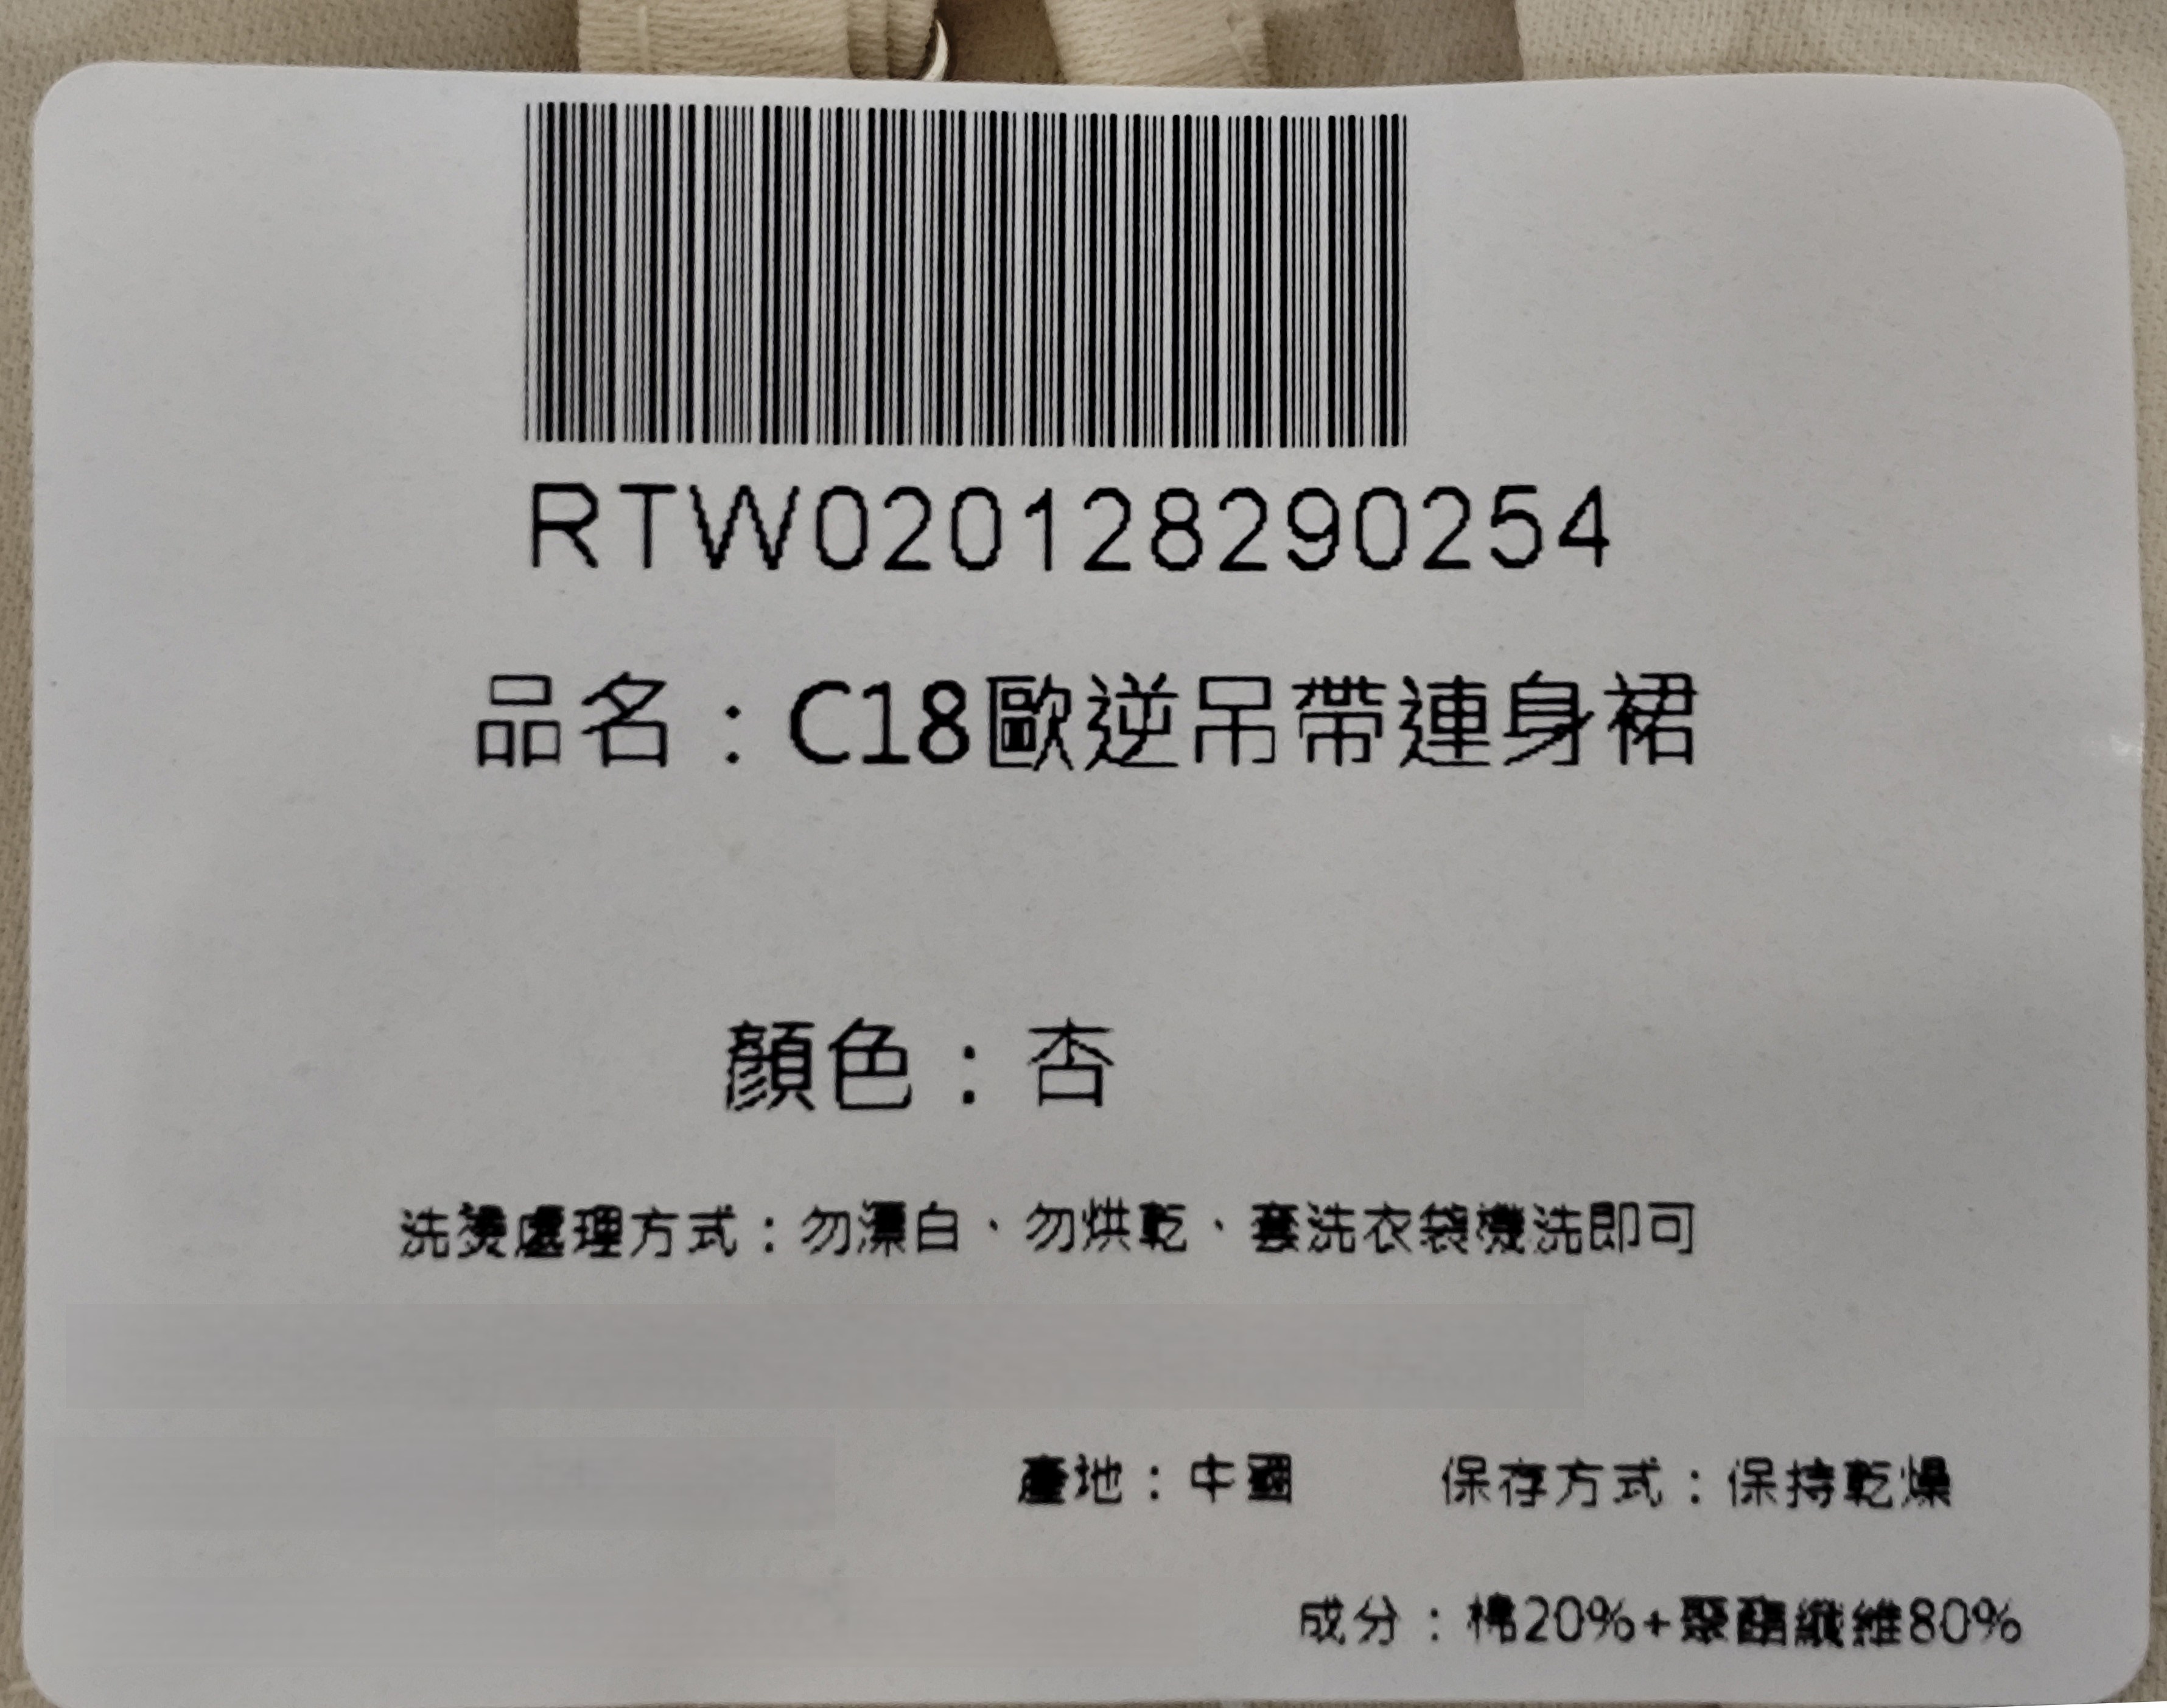 RTW020128290254
品名：C18歐逆吊帶連身裙
顏色：杏
洗燙處理方式：勿漂白、勿烘乾、套洗衣袋機洗即可
產地：中國　保存方式：保持乾燥
成分：棉20%+聚酯纖維80%